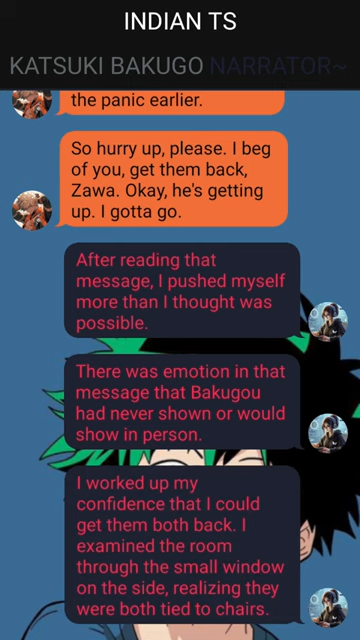 INDIAN TS
KATSUKI BAKUGO NARRATOR~
the panic earlier.
So hurry up, please. I beg
of you, get them back,
Zawa. Okay, he's getting
up. I gotta go.
After reading that
message, I pushed myself
more than I thought was
possible.
There was emotion in that
message that Bakugou
had never shown or would
show in person.
I worked up my
confidence that I could
get them both back. I
examined the room
through the small window
on the side, realizing they
were both tied to chairs.